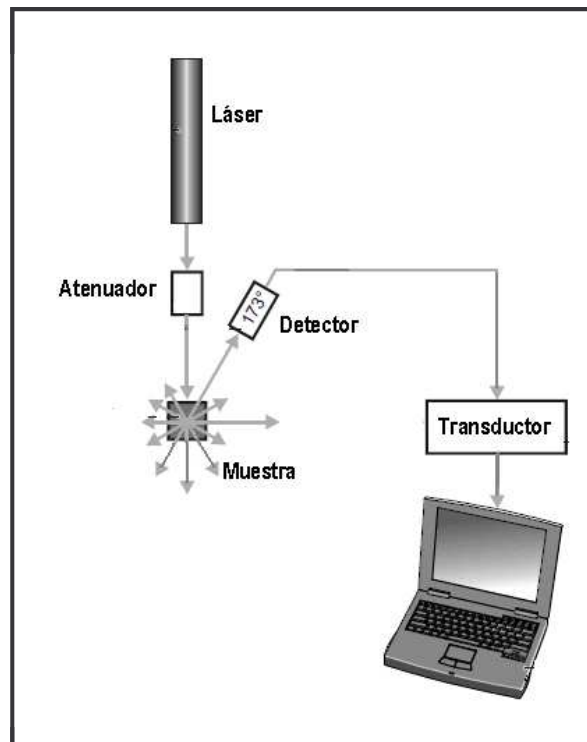 Láser
Atenuador
173°
Detector
Transductor
Muestra